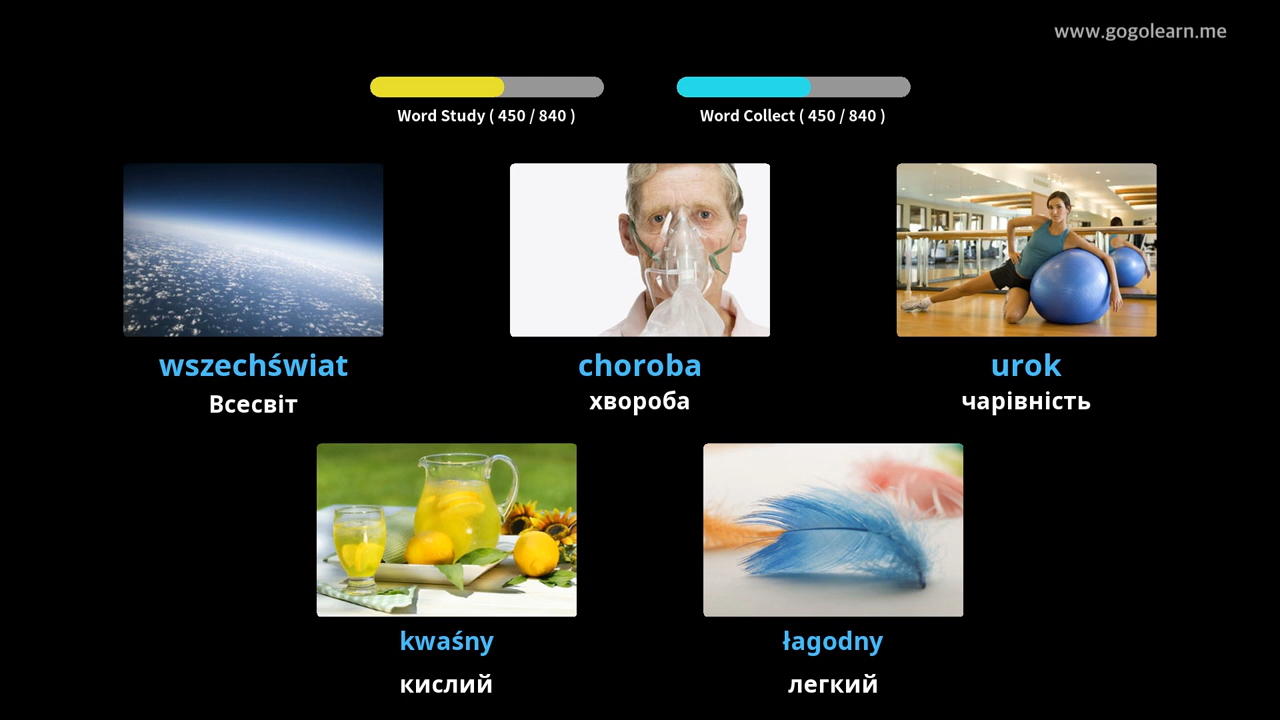 www.gogolearn.me
Word Study ( 450 / 840 )
Word Collect ( 450 / 840 )
wszechświat
Всесвіт
choroba
хвороба
urok
чарівність
kwaśny
кислий
łagodny
легкий